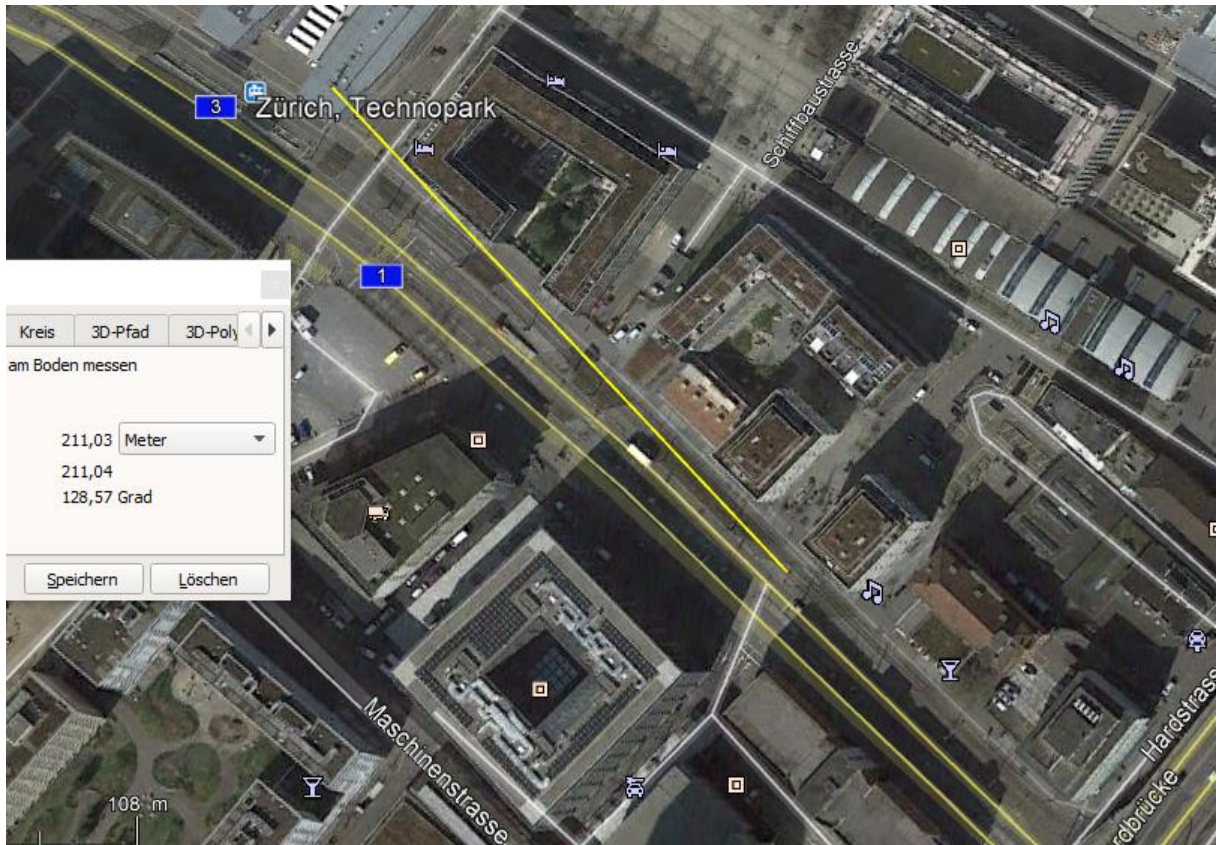 Schiffbaustrasse
3
Zürich, Technopark
1
Kreis
3D-Pfad
3D-Poly
am Boden messen
211,03
Meter
211,04
128,57 Grad
Speichern
Löschen
Maschinenstrasse
Hardstrasse
rdbrücke
108 m